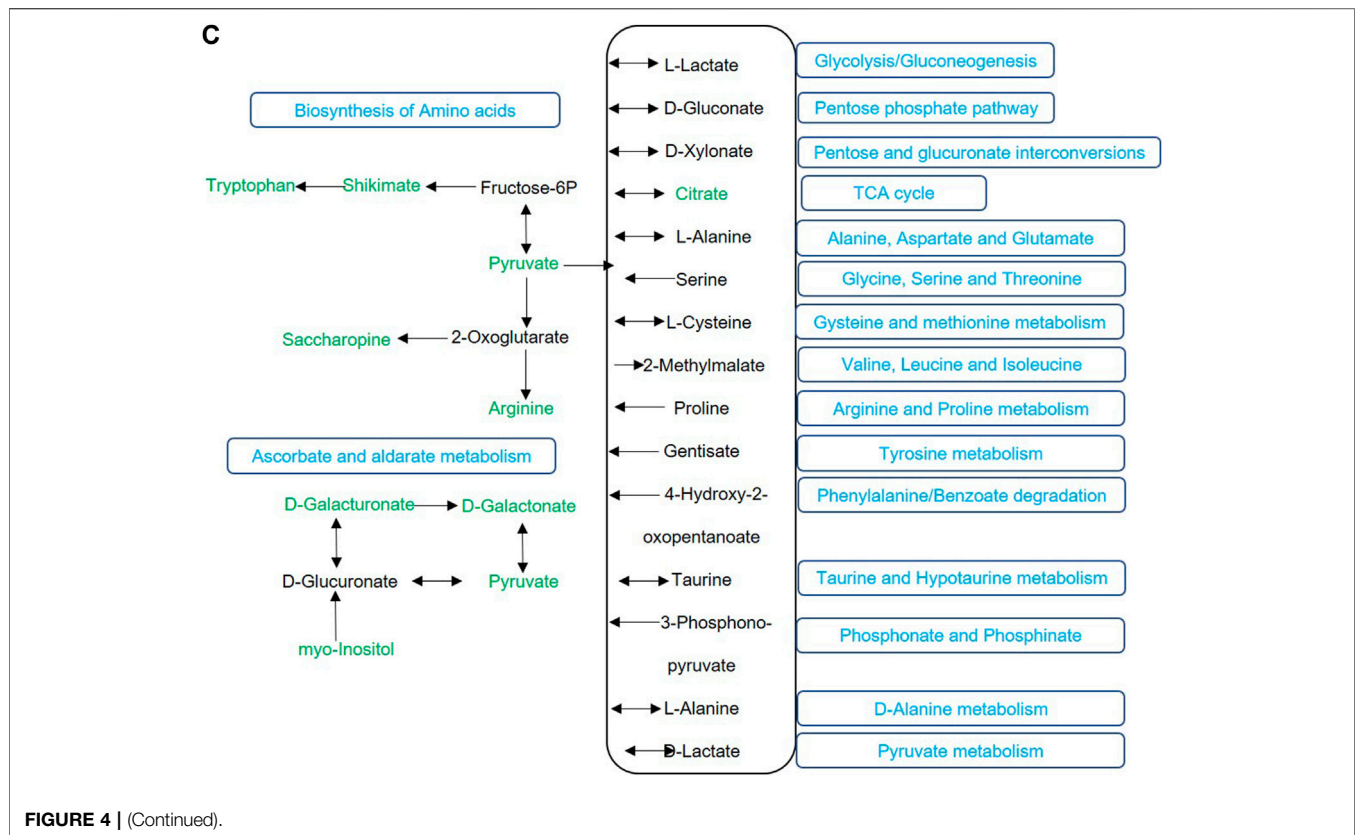 C
Biosynthesis of Amino acids
Tryptophan
Shikimate
Fructose-6P
Pyruvate
Saccharopine
2-Oxoglutarate
Arginine
Ascorbate and aldarate metabolism
D-Galacturonate
D-Galactonate
D-Glucuronate
Pyruvate
myo-Inositol
L-Lactate
Glycolysis/Gluconeogenesis
D-Gluconate
Pentose phosphate pathway
D-Xylonate
Pentose and glucuronate interconversions
Citrate
TCA cycle
L-Alanine
Alanine, Aspartate and Glutamate
Serine
Glycine, Serine and Threonine
L-Cysteine
Gysteine and methionine metabolism
2-Methylmalate
Valine, Leucine and Isoleucine
Proline
Arginine and Proline metabolism
Gentisate
Tyrosine metabolism
4-Hydroxy-2-
oxopentanoate
Phenylalanine/Benzoate degradation
Taurine
Taurine and Hypotaurine metabolism
3-Phosphono-
pyruvate
Phosphonate and Phosphinate
L-Alanine
D-Alanine metabolism
D-Lactate
Pyruvate metabolism
FIGURE 4 | (Continued).